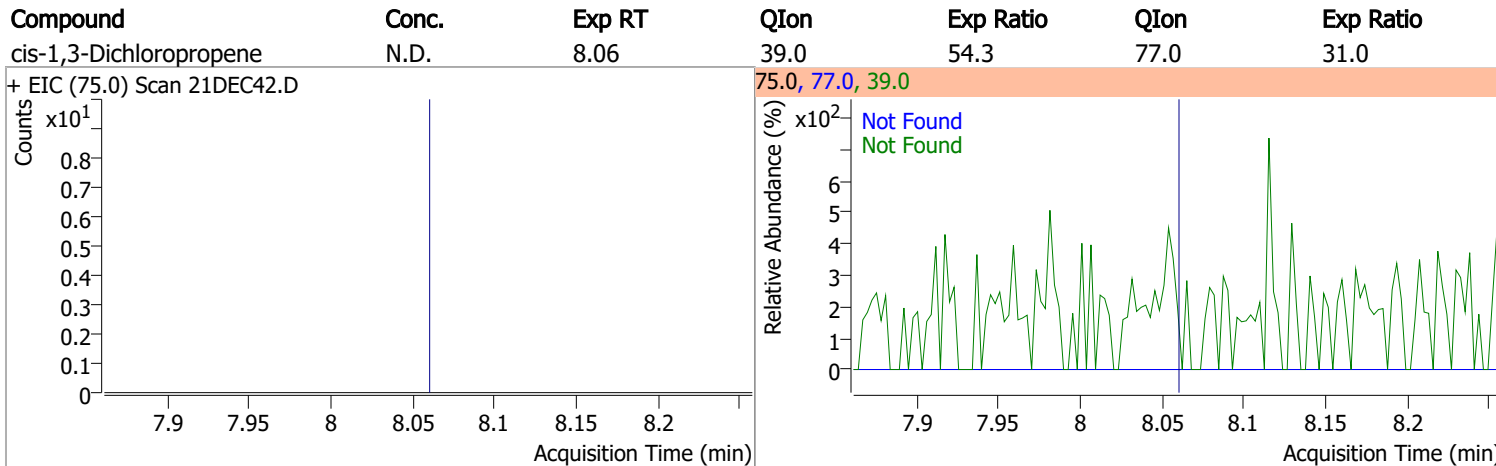 Compound Conc. Exp RT QIon Exp Ratio QIon Exp Ratio
cis-1,3-Dichloropropene N.D. 8.06 39.0 54.3 77.0 31.0
+ EIC (75.0) Scan 21DEC42.D
Counts
x10¹
0.8
0.7
0.6
0.5
0.4
0.3
0.2
0.1
0
7.9 7.95 8 8.05 8.1 8.15 8.2
Acquisition Time (min)
75.0, 77.0, 39.0
Relative Abundance (%)
x10²
Not Found
Not Found
6
5
4
3
2
1
0
7.9 7.95 8 8.05 8.1 8.15 8.2
Acquisition Time (min)